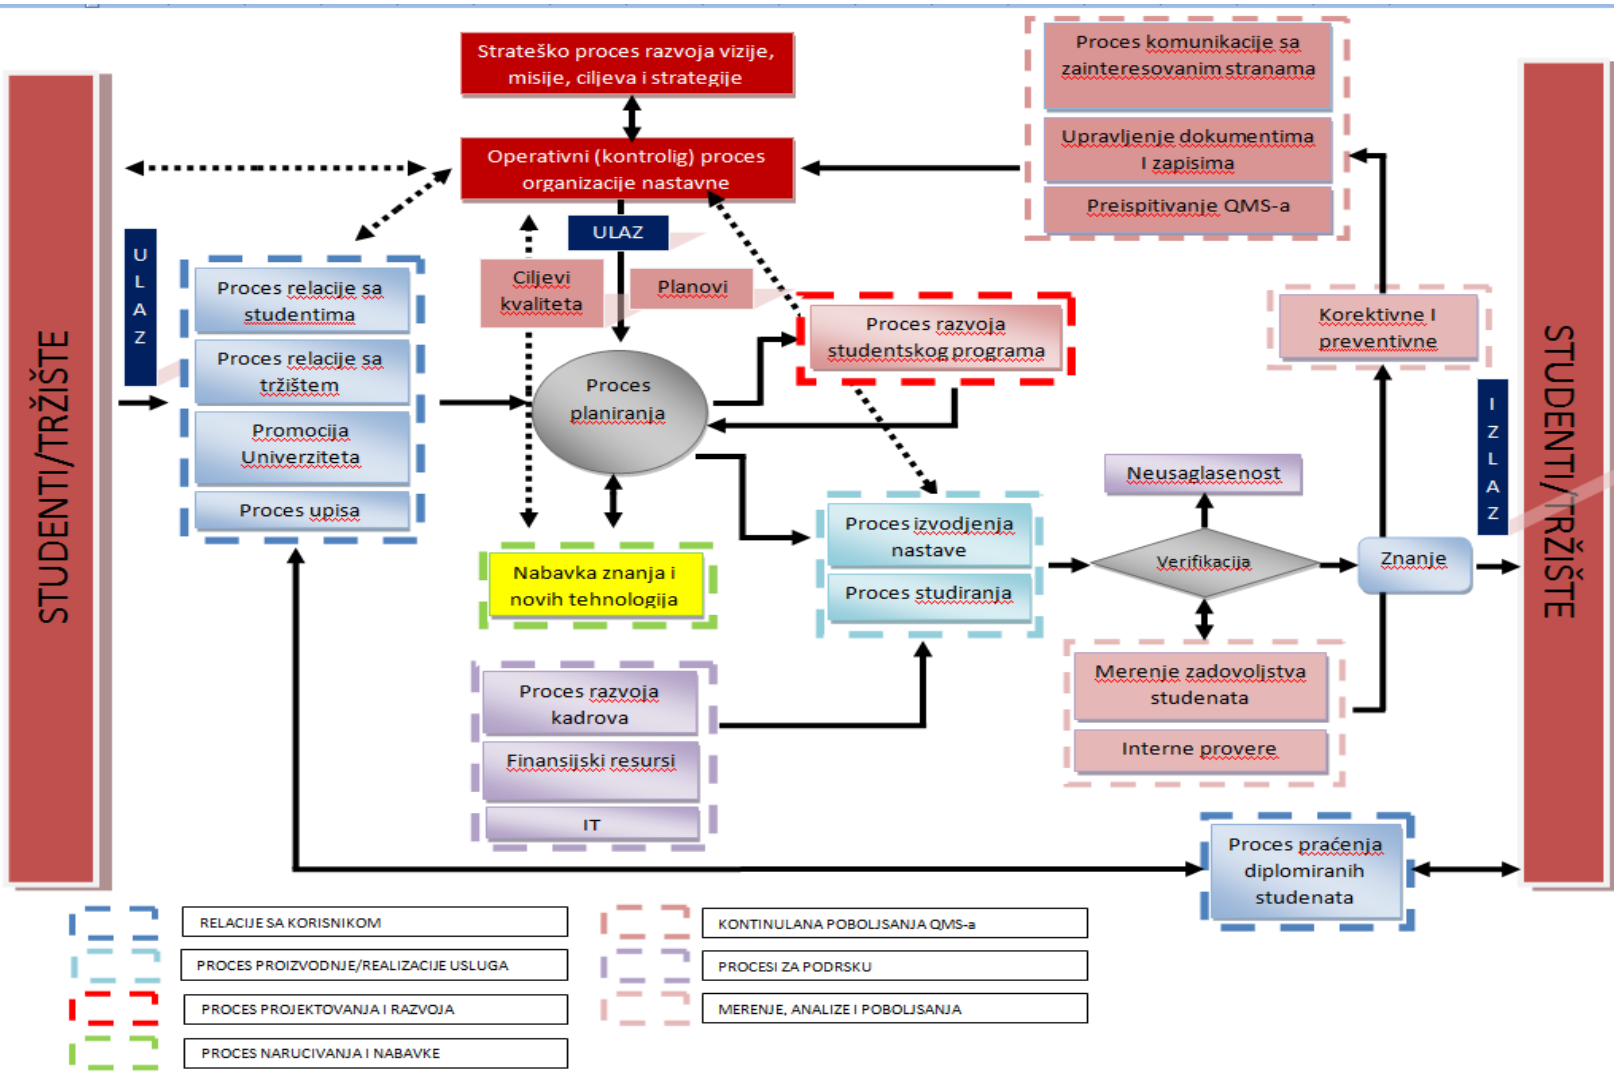 Strateško proces razvoja vizije,
misije, ciljeva i strategije
Operativni (kontrolig) proces
organizacije nastavne
Proces komunikacije sa
zainteresovanim stranama
Upravljenje dokumentima
I zapisima
Preispitivanje QMS-a
STUDENTI/TRŽIŠTE
ULAZ
ULAZ
Ciljevi
kvaliteta
Planovi
Proces relacije sa
studentima
Proces relacije sa
tržištem
Promocija
Univerziteta
Proces upisa
Proces
planiranja
Proces razvoja
studentskog programa
Korektivne I
preventivne
IZLAZ
STUDENTI/TRŽIŠTE
Neusaglasenost
Proces izvodjenja
nastave
Proces studiranja
Verifikacija
Znanje
Nabavka znanja i
novih tehnologija
Proces razvoja
kadrova
Finansijski resursi
IT
Merenje zadovoljstva
studenata
Interne provere
Proces praćenja
diplomiranih
studenata
RELACIJE SA KORISNIKOM
PROCES PROIZVODNJE/REALIZACIJE USLUGA
PROCES PROJEKTOVANJA I RAZVOJA
PROCES NARUCIVANJA I NABAVKE
KONTINULANA POBOLJSANJA QMS-a
PROCESI ZA PODRSKU
MERENJE, ANALIZE I POBOLJSANJA